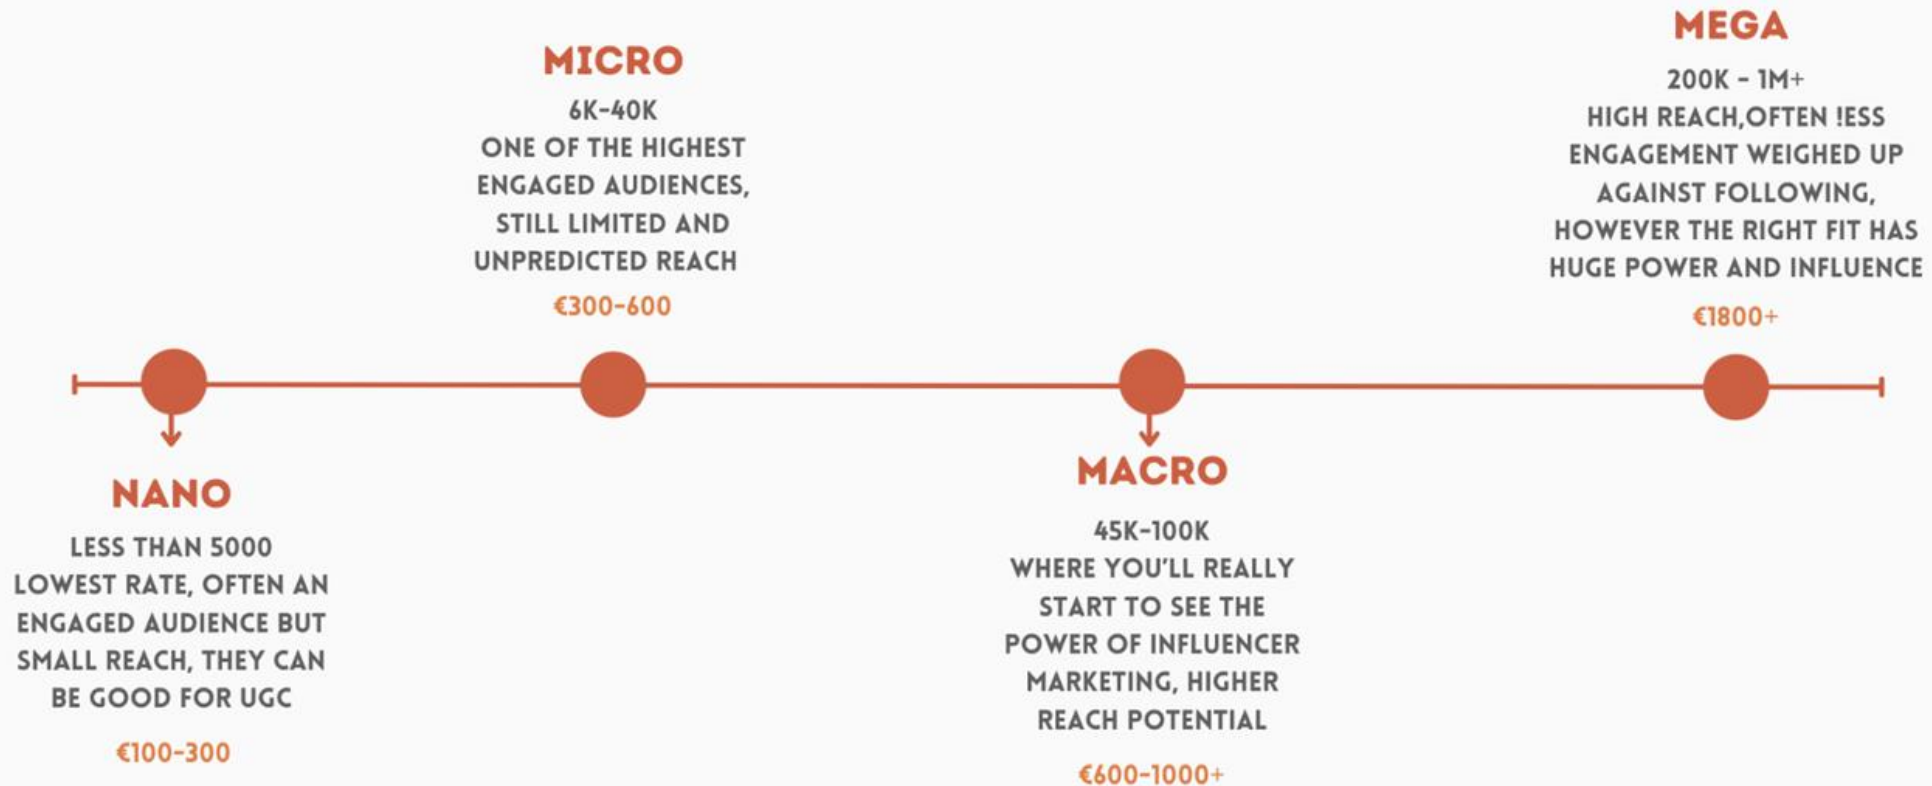 NANO
LESS THAN 5000
LOWEST RATE, OFTEN AN
ENGAGED AUDIENCE BUT
SMALL REACH, THEY CAN
BE GOOD FOR UGC
€100-300
MICRO
6K-40K
ONE OF THE HIGHEST
ENGAGED AUDIENCES,
STILL LIMITED AND
UNPREDICTED REACH
€300-600
MACRO
45K-100K
WHERE YOU'LL REALLY
START TO SEE THE
POWER OF INFLUENCER
MARKETING, HIGHER
REACH POTENTIAL
€600-1000+
MEGA
200K - 1M+
HIGH REACH,OFTEN !ESS
ENGAGEMENT WEIGHED UP
AGAINST FOLLOWING,
HOWEVER THE RIGHT FIT HAS
HUGE POWER AND INFLUENCE
€1800+